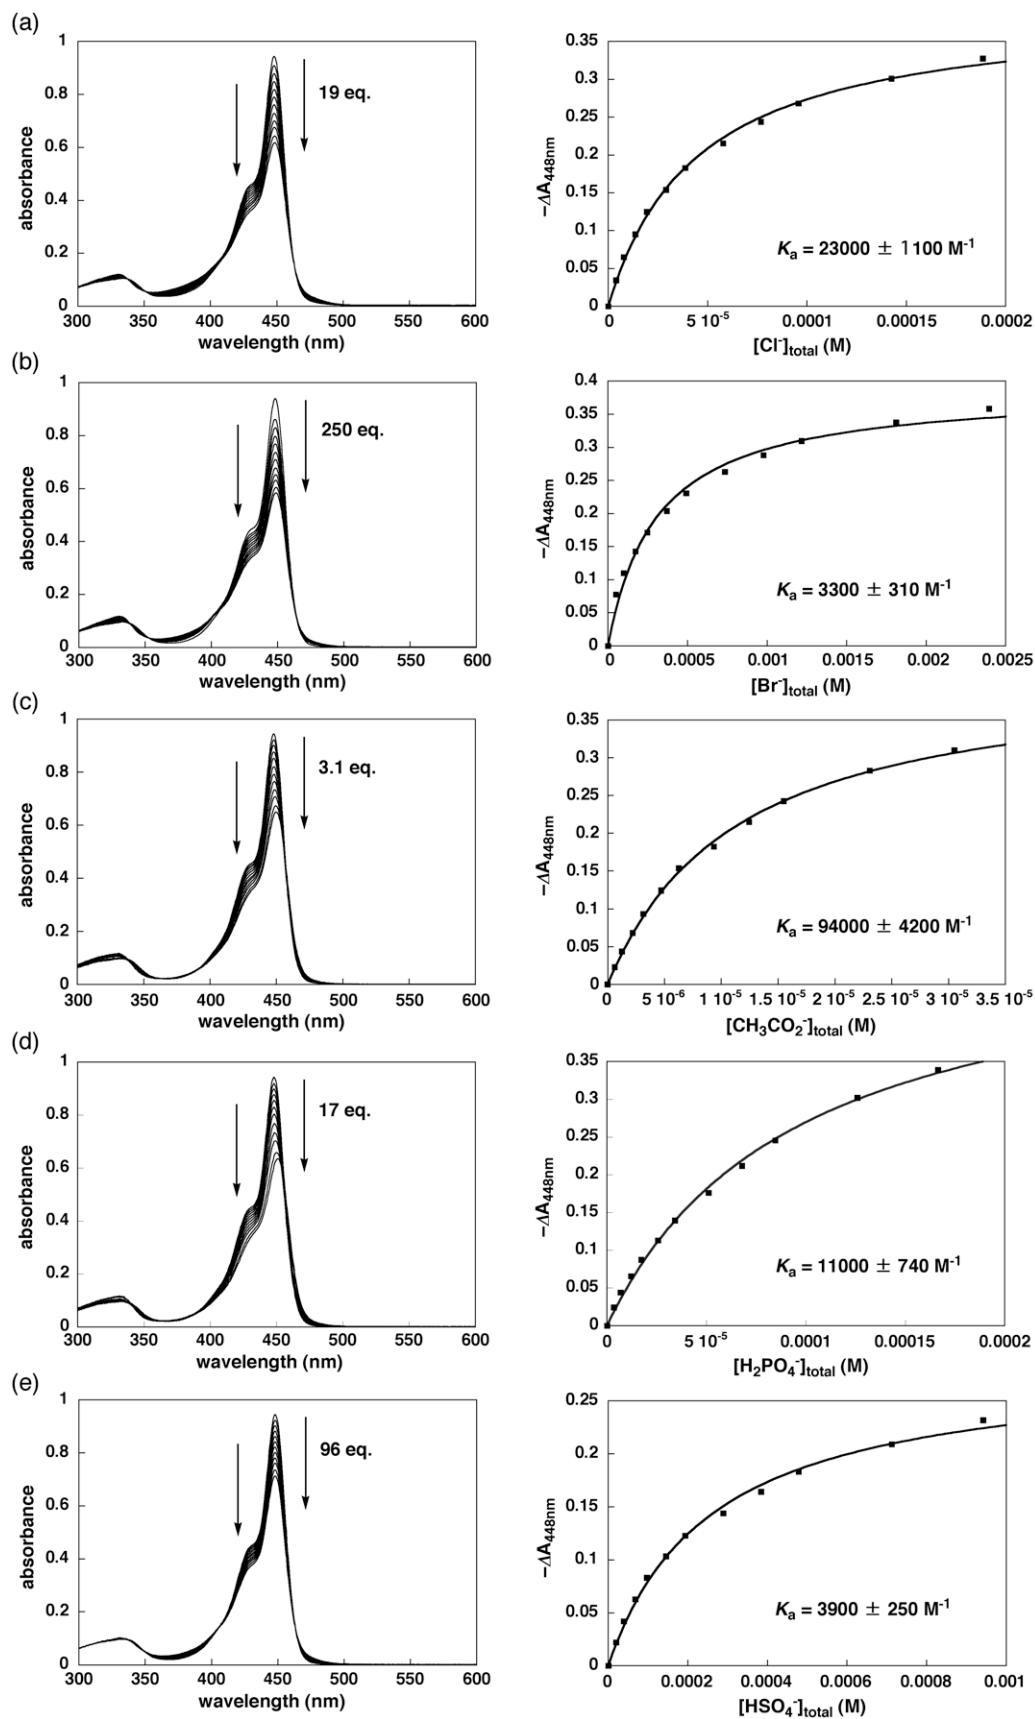 (a)
1
0.8
0.6
0.4
0.2
0
absorbance
19 eq.
300 350 400 450 500 550 600
wavelength (nm)
0.35
0.3
0.25
0.2
0.15
0.1
0.05
0
−ΔA448nm
Ka = 23000 ± 1100 M-1
0 5 10-5 0.0001 0.00015 0.0002
[Cl-]total (M)
(b)
1
0.8
0.6
0.4
0.2
0
absorbance
250 eq.
300 350 400 450 500 550 600
wavelength (nm)
0.4
0.35
0.3
0.25
0.2
0.15
0.1
0.05
0
−ΔA448nm
Ka = 3300 ± 310 M-1
0 0.0005 0.001 0.0015 0.002 0.0025
[Br-]total (M)
(c)
1
0.8
0.6
0.4
0.2
0
absorbance
3.1 eq.
300 350 400 450 500 550 600
wavelength (nm)
0.3
0.25
0.2
0.15
0.1
0.05
0
−ΔA448nm
Ka = 94000 ± 4200 M-1
0 5 10-6 1 10-5 1.5 10-5 2 10-5 2.5 10-5 3 10-5 3.5 10-5
[CH3CO2-]total (M)
(d)
1
0.8
0.6
0.4
0.2
0
absorbance
17 eq.
300 350 400 450 500 550 600
wavelength (nm)
0.35
0.3
0.25
0.2
0.15
0.1
0.05
0
−ΔA448nm
Ka = 11000 ± 740 M-1
0 5 10-5 0.0001 0.00015 0.0002
[H2PO4-]total (M)
(e)
1
0.8
0.6
0.4
0.2
0
absorbance
96 eq.
300 350 400 450 500 550 600
wavelength (nm)
0.25
0.2
0.15
0.1
0.05
0
−ΔA448nm
Ka = 3900 ± 250 M-1
0 0.0002 0.0004 0.0006 0.0008 0.001
[HSO4-]total (M)